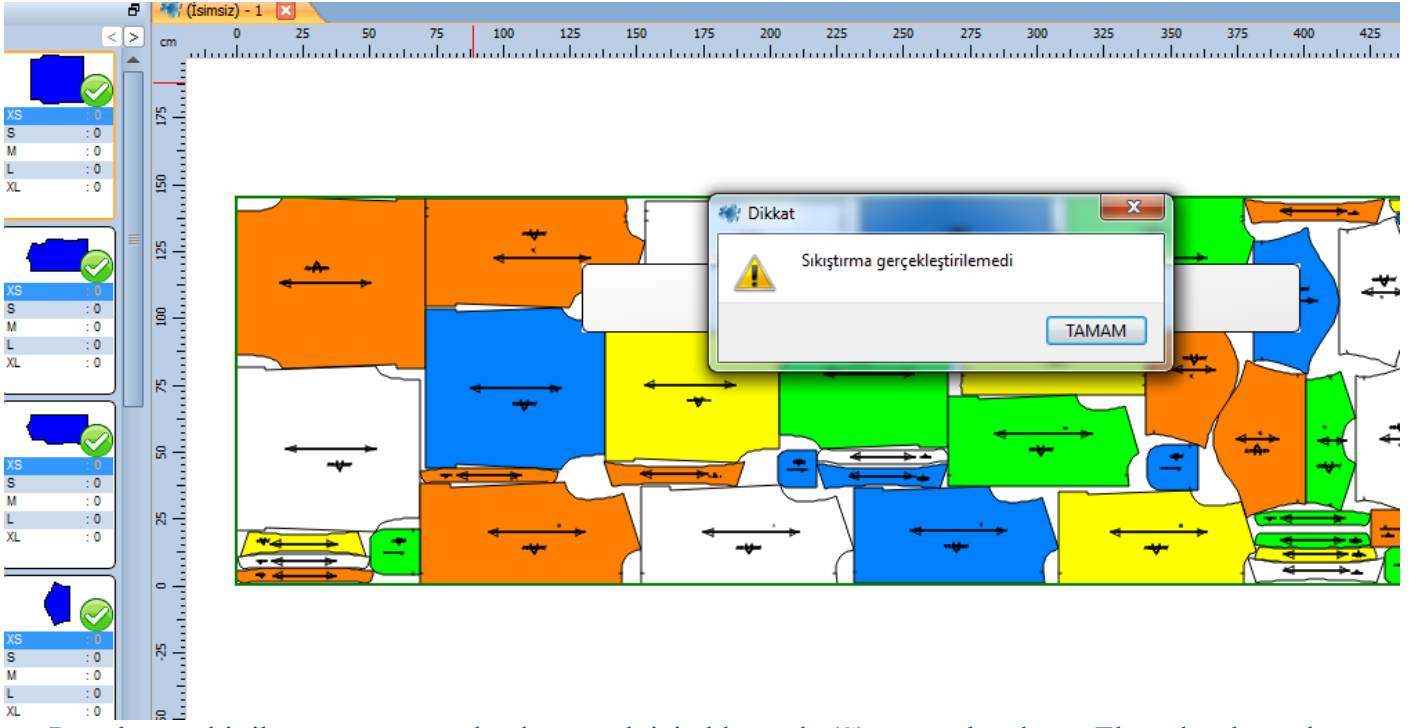 (İsimsiz) - 1
cm
0 25 50 75 100 125 150 175 200 225 250 275 300 325 350 375 400 425
175
150
125
100
75
50
25
0
-25
< >
XS : 0
S : 0
M : 0
L : 0
XL : 0
XS : 0
S : 0
M : 0
L : 0
XL : 0
XS : 0
S : 0
M : 0
L : 0
XL : 0
XS : 0
S : 0
M : 0
L : 0
XL : 0
Dikkat
Sıkıştırma gerçekleştirilemedi
TAMAM